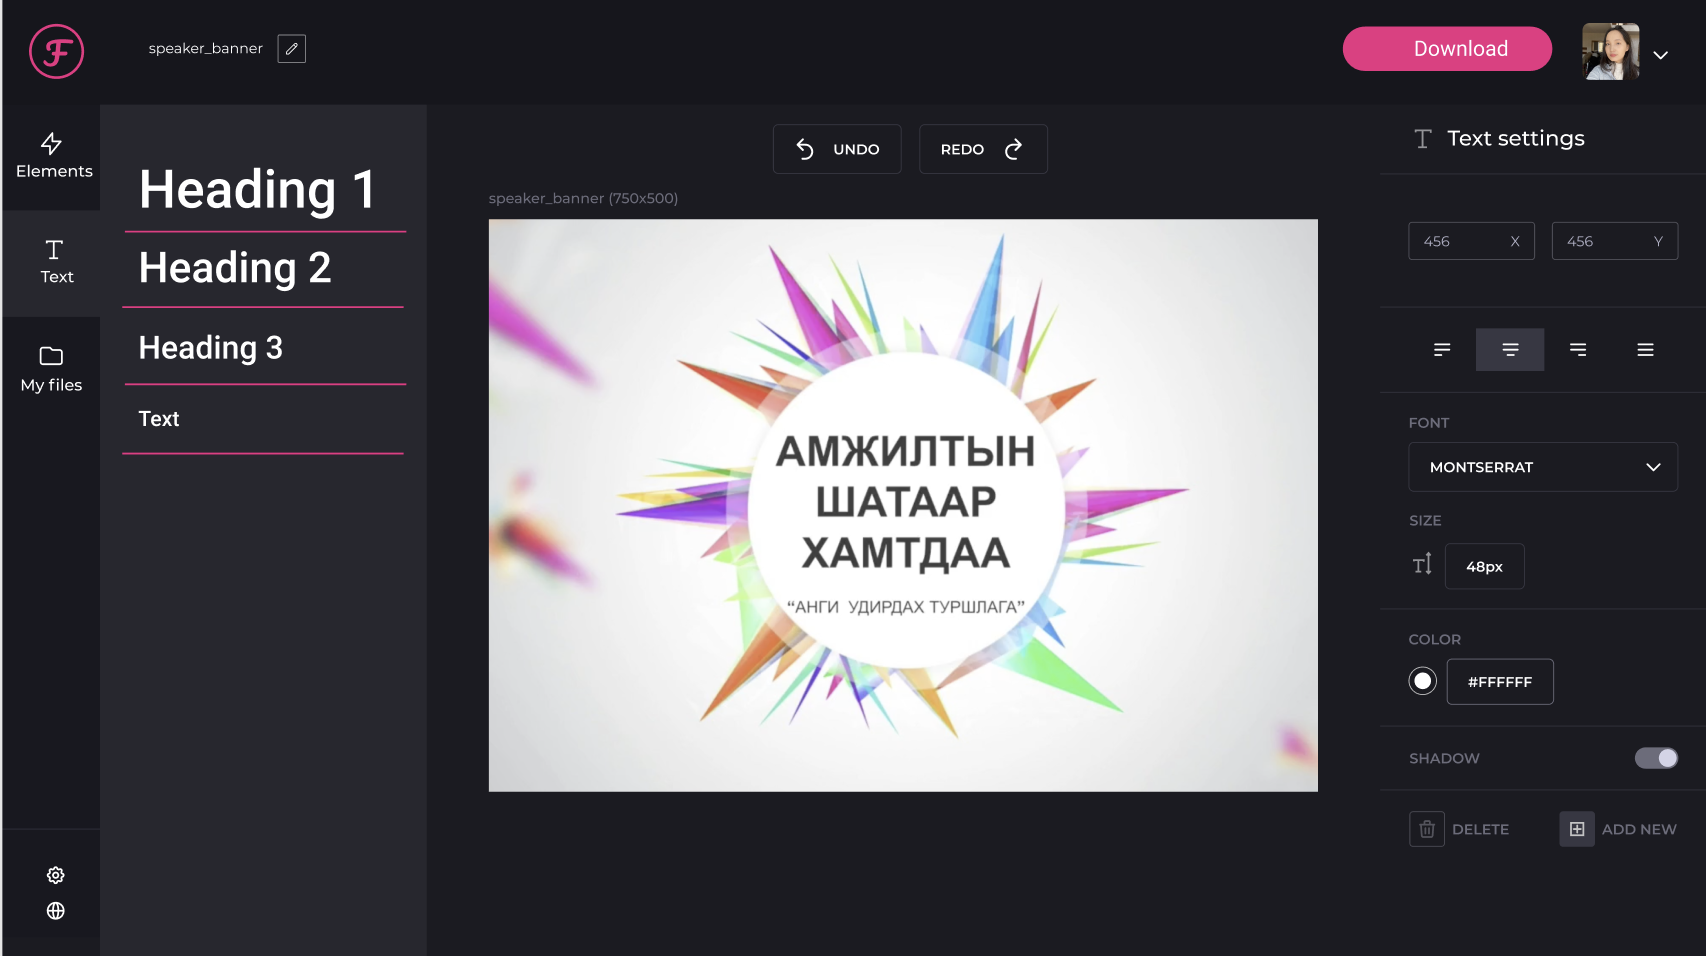 F
speaker_banner
Download
Elements
Text
My files
Heading 1
Heading 2
Heading 3
Text
UNDO
REDO
speaker_banner (750x500)
АМЖИЛТЫН
ШАТААР
ХАМТДАА
“АНГИ УДИРДАХ ТУРШЛАГА”
Text settings
456 X
456 Y
FONT
MONTSERRAT
SIZE
48px
COLOR
#FFFFFF
SHADOW
DELETE
ADD NEW